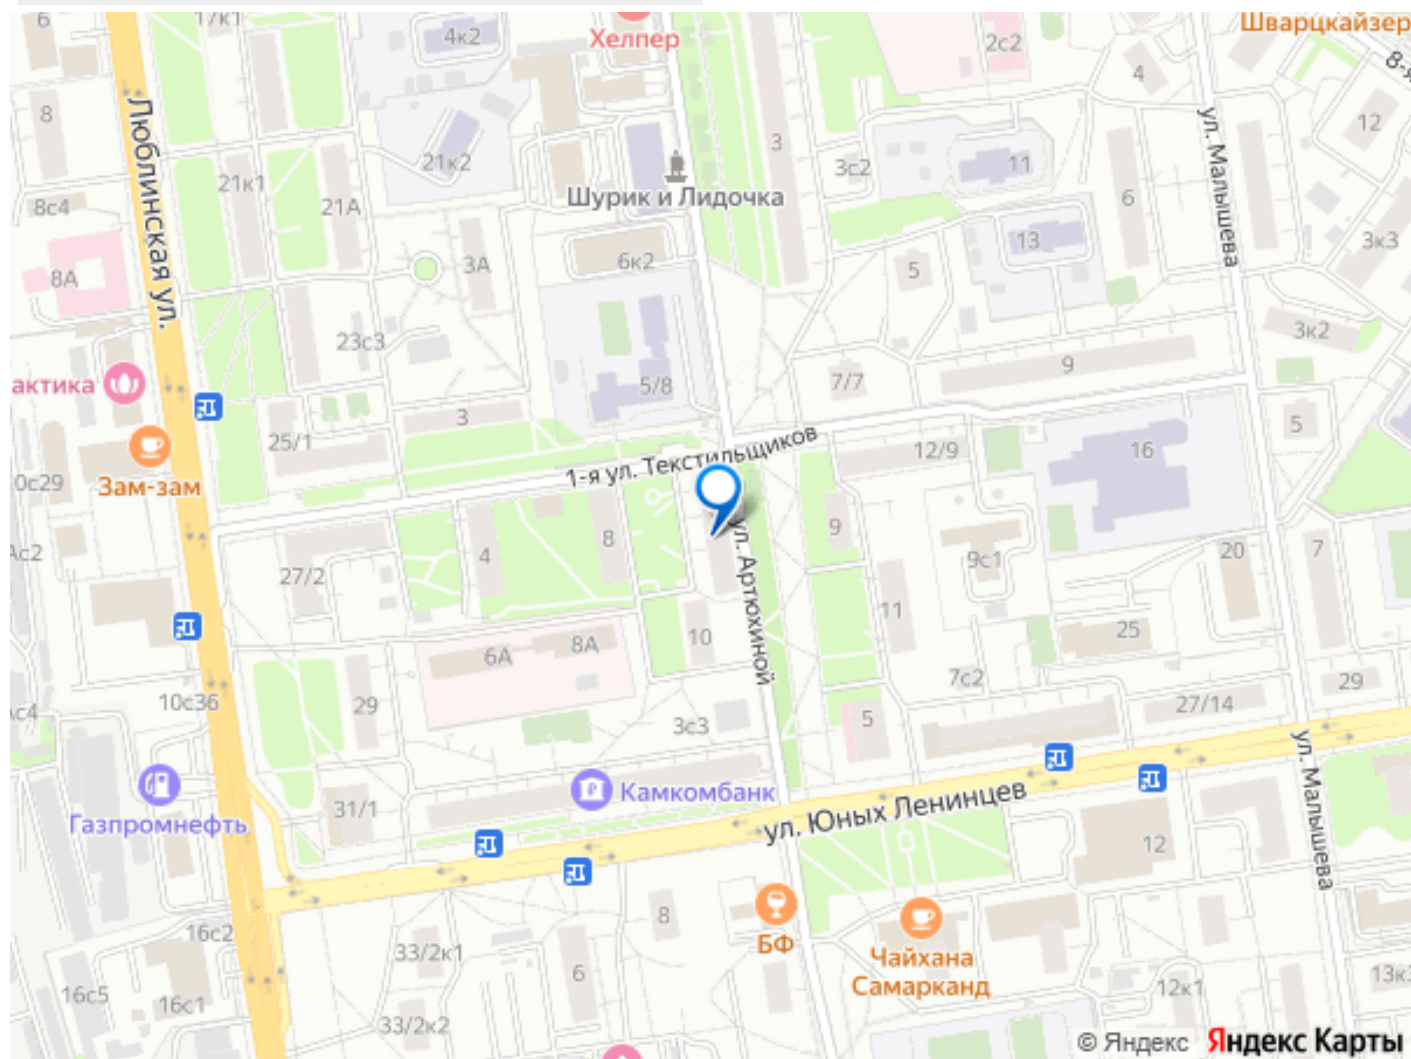 6
17к1
4к2
Хелпер
2с2
Шварцкайзер
4
8-я
8
Люблинская ул.
21к2
3
3с2
11
ул. Малышева
12
21к1
21А
Шурик и Лидочка
6
8с4
8А
3А
6к2
5
13
3к3
23с3
3к2
актика
5/8
7/7
9
25/1
3
1-я ул. Текстильщиков
12/9
16
5
Зам-зам
0с29
Ас2
27/2
4
8
ул. Артюхиной
9
9с1
20
7
10
11
25
6А
8А
7с2
10с36
29
3с3
5
27/14
29
ул. Малышева
Газпромнефть
31/1
Камкомбанк
ул. Юных Ленинцев
12
16с2
33/2к1
8
БФ
Чайхана
Самарканд
6
16с5
16с1
33/2к2
12к1
13к3
© Яндекс Яндекс Карты